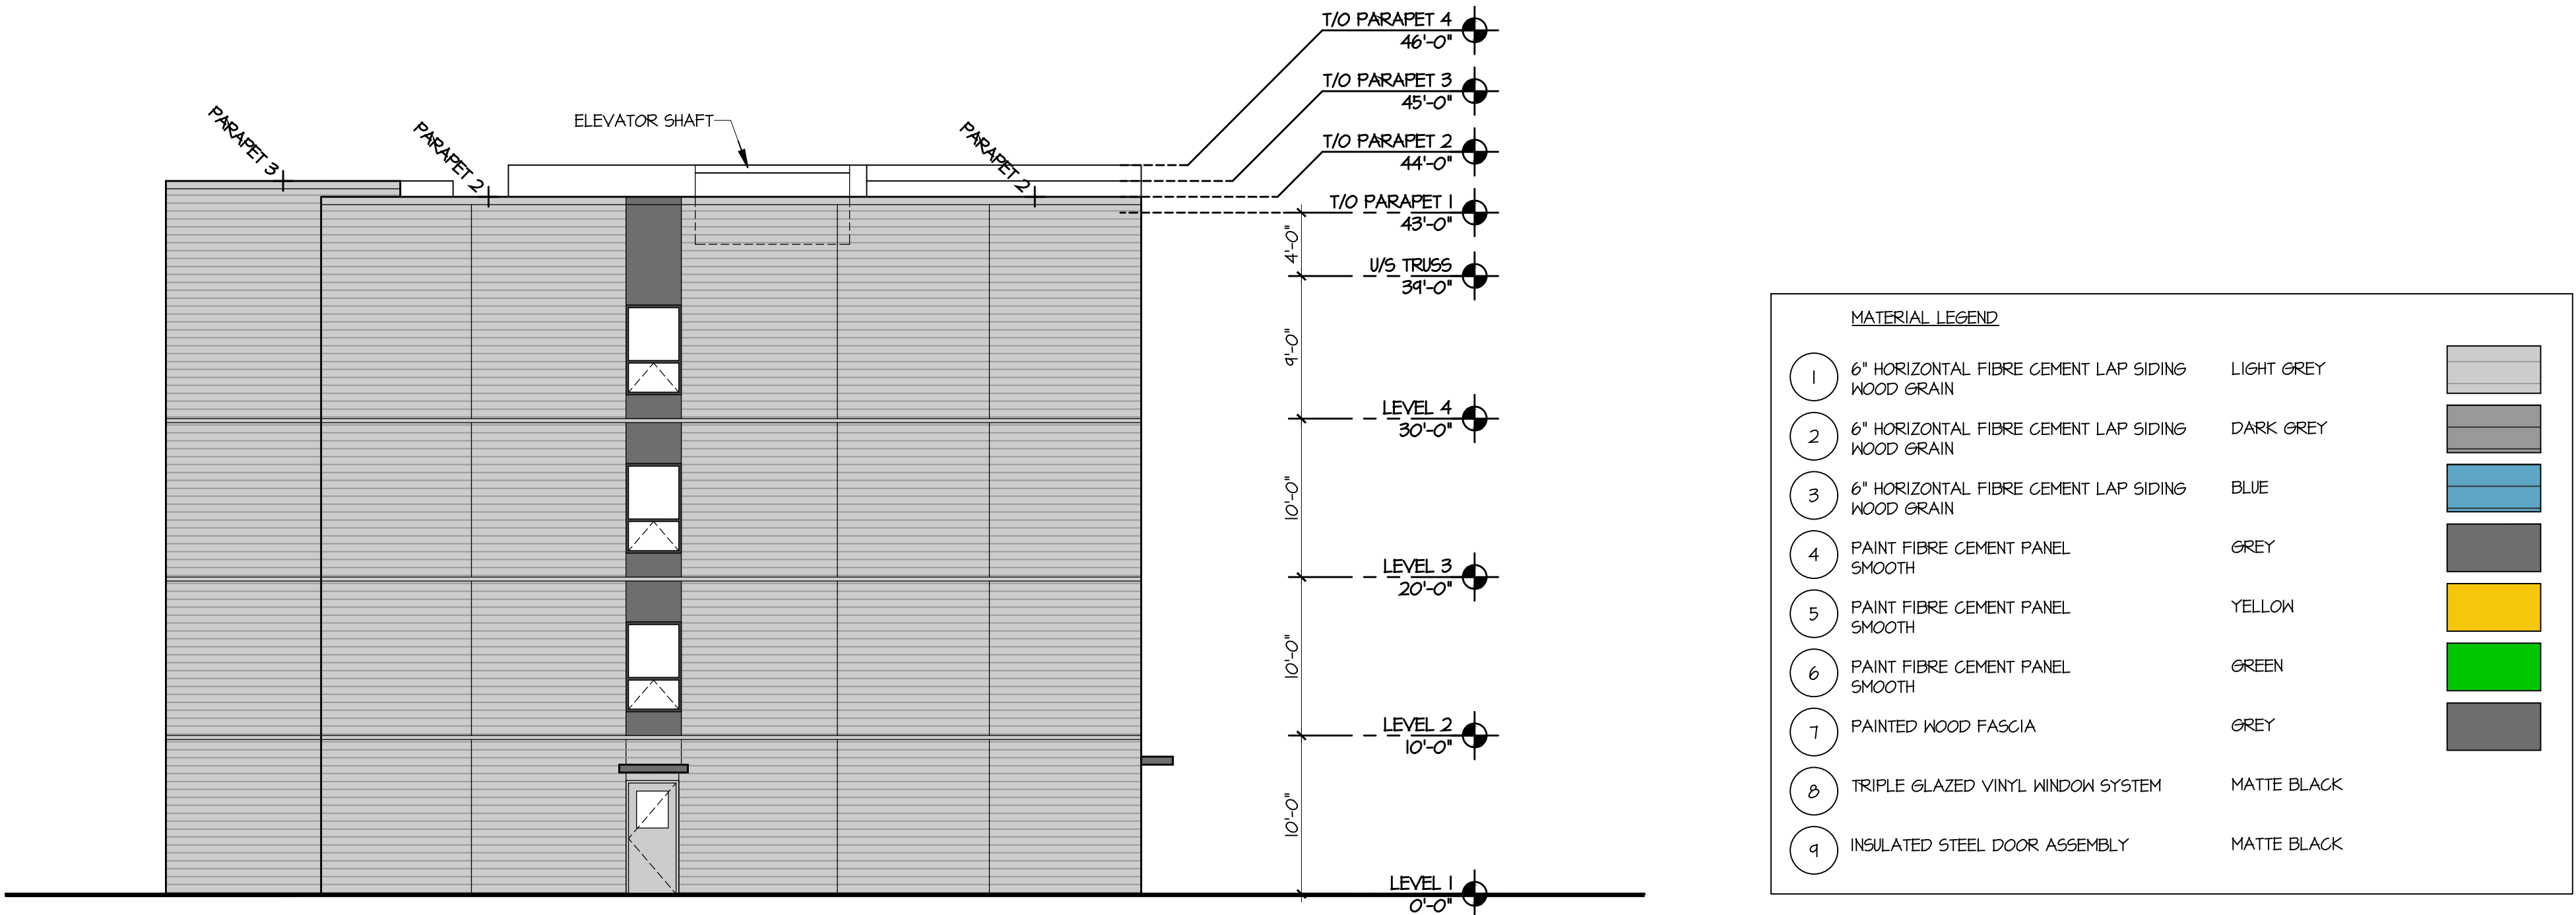 T/O PARAPET 4
46'-0"
T/O PARAPET 3
45'-0"
T/O PARAPET 2
44'-0"
T/O PARAPET 1
43'-0"
U/S TRUSS
39'-0"
LEVEL 4
30'-0"
LEVEL 3
20'-0"
LEVEL 2
10'-0"
LEVEL 1
0'-0"
4'-0"
9'-0"
10'-0"
10'-0"
10'-0"
PARAPET 3
PARAPET 2
ELEVATOR SHAFT
PARAPET 2
MATERIAL LEGEND
1 6" HORIZONTAL FIBRE CEMENT LAP SIDING LIGHT GREY
WOOD GRAIN
2 6" HORIZONTAL FIBRE CEMENT LAP SIDING DARK GREY
WOOD GRAIN
3 6" HORIZONTAL FIBRE CEMENT LAP SIDING BLUE
WOOD GRAIN
4 PAINT FIBRE CEMENT PANEL GREY
SMOOTH
5 PAINT FIBRE CEMENT PANEL YELLOW
SMOOTH
6 PAINT FIBRE CEMENT PANEL GREEN
SMOOTH
7 PAINTED WOOD FASCIA GREY
8 TRIPLE GLAZED VINYL WINDOW SYSTEM MATTE BLACK
9 INSULATED STEEL DOOR ASSEMBLY MATTE BLACK